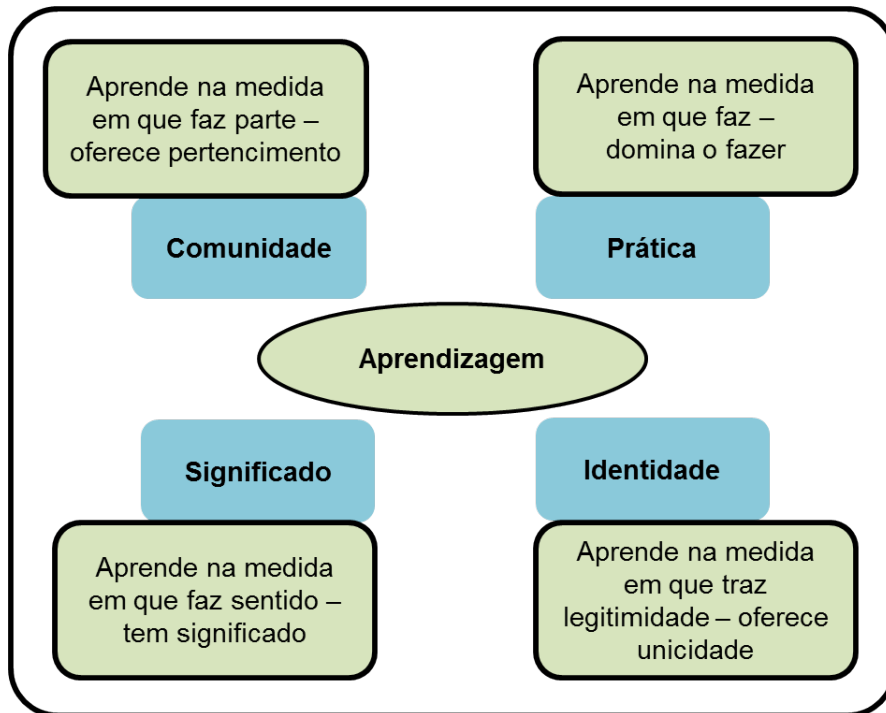 Aprende na medida
em que faz parte –
oferece pertencimento
Comunidade
Aprende na medida
em que faz –
domina o fazer
Prática
Aprendizagem
Significado
Aprende na medida
em que faz sentido –
tem significado
Identidade
Aprende na medida
em que traz
legitimidade – oferece
unicidade